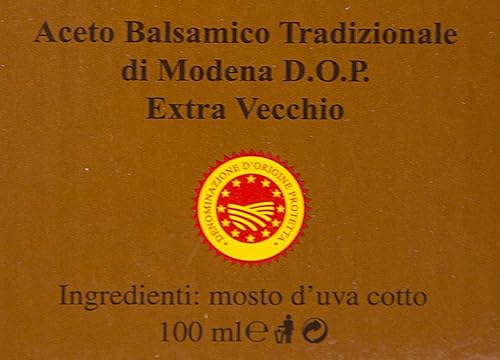 Aceto Balsamico Tradizionale
di Modena D.O.P.
Extra Vecchio
DENOMINAZIONE D'ORIGINE PROTETTA
Ingredienti: mosto d'uva cotto
100 ml℮